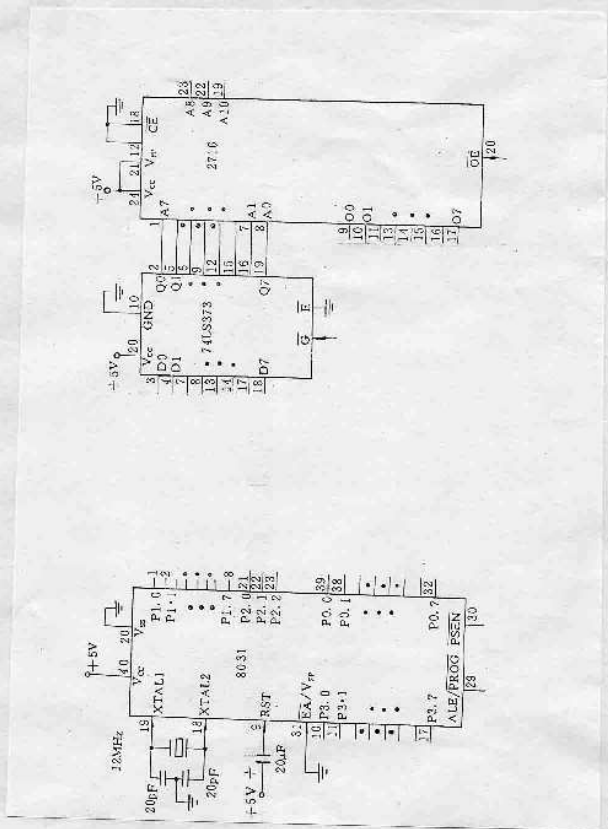 12MHz
20pF
20pF
+5V
20μF
19
XTAL1
18
XTAL2
9
RST
31
EA/VPP
10
P3.0
11
P3·1
17
P3.7
+5V
40
VCC
20
VSS
8031
ALE/PROG
29
PSEN
30
P1.0
1
P1·1
2
P1.7
8
P2.0
21
P2.1
22
P2.2
23
P0.0
39
P0.1
38
P0.7
32
+5V
20
VCC
10
GND
74LS373
3
D0
4
D1
7
8
13
14
17
18
D7
G
E
Q0
2
Q1
5
9
12
15
16
Q7
19
+5V
24
VCC
21
12
18
CE
2716
1
A7
7
A1
8
A0
9
O0
10
O1
11
13
14
15
16
17
O7
OE
20
A8
23
A9
22
A10
19